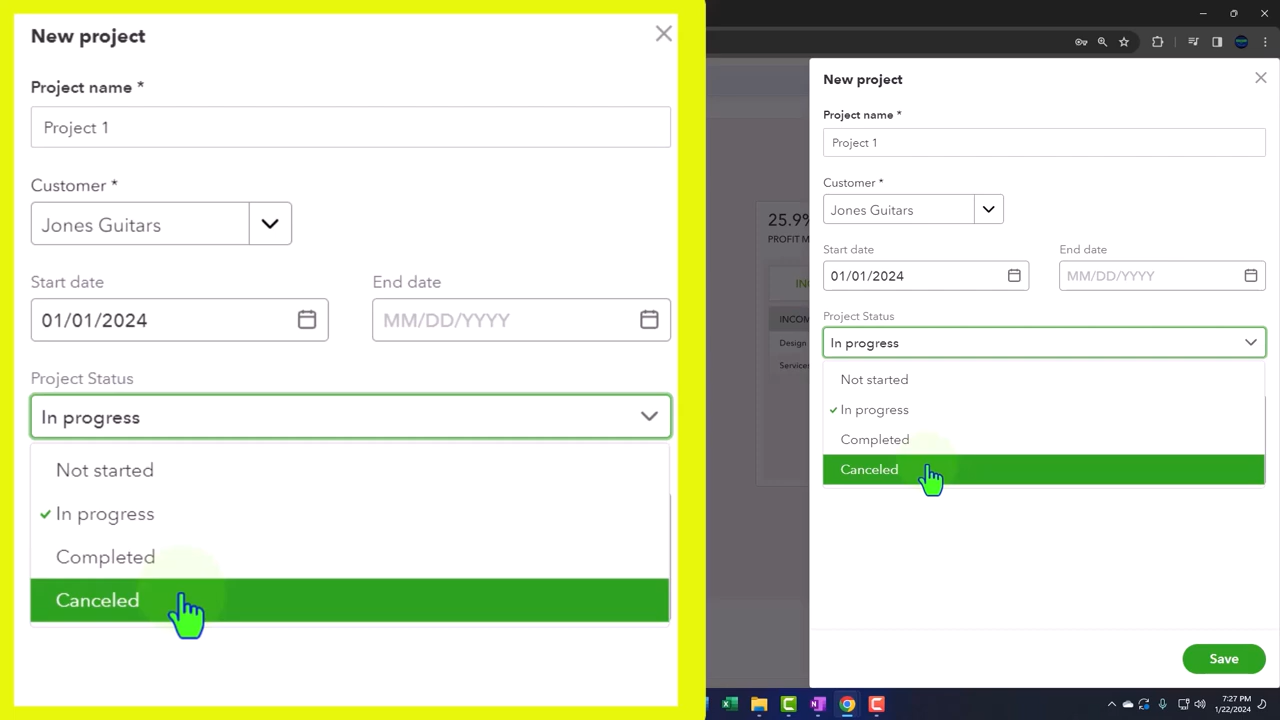 New project
Project name *
Project 1
Customer *
Jones Guitars
Start date
End date
01/01/2024
MM/DD/YYYY
Project Status
In progress
Not started
In progress
Completed
Canceled
25.9%
PROFIT M
INCOM
Design
Services
New project
Project name *
Project 1
Customer *
Jones Guitars
Start date
End date
01/01/2024
MM/DD/YYYY
Project Status
In progress
Not started
In progress
Completed
Canceled
Save
7:27 PM
1/22/2024